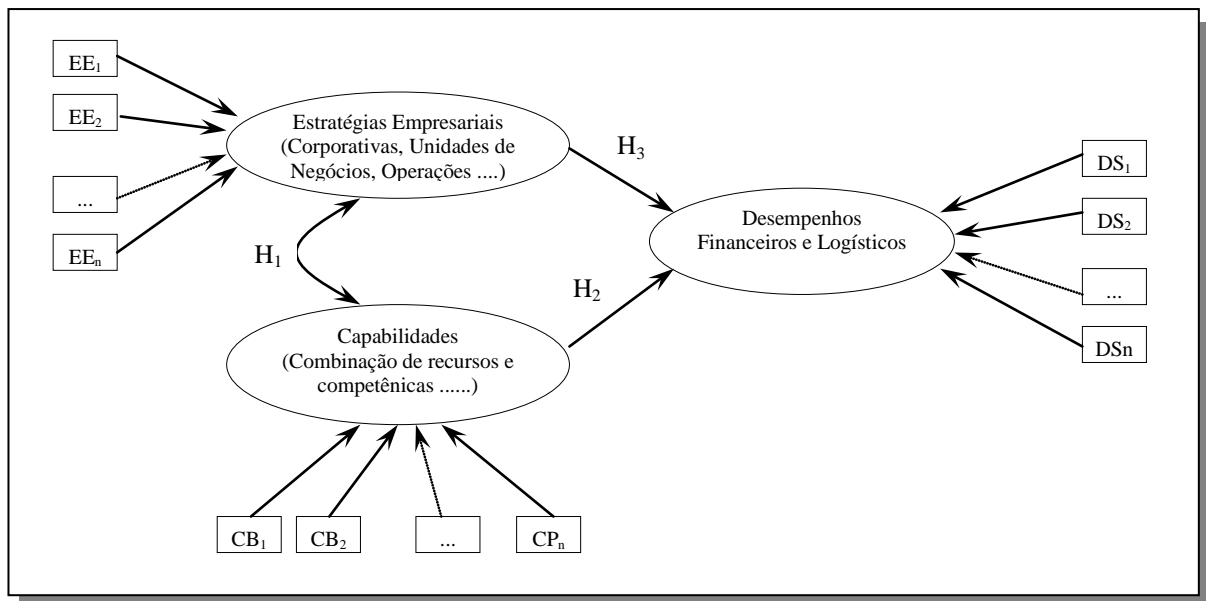 EE₁
EE₂
...
EEₙ
Estratégias Empresariais
(Corporativas, Unidades de
Negócios, Operações ....)
H₁
H₃
H₂
Capabilidades
(Combinação de recursos e
competênicas ......)
CB₁
CB₂
...
CPₙ
Desempenhos
Financeiros e Logísticos
DS₁
DS₂
...
DSn